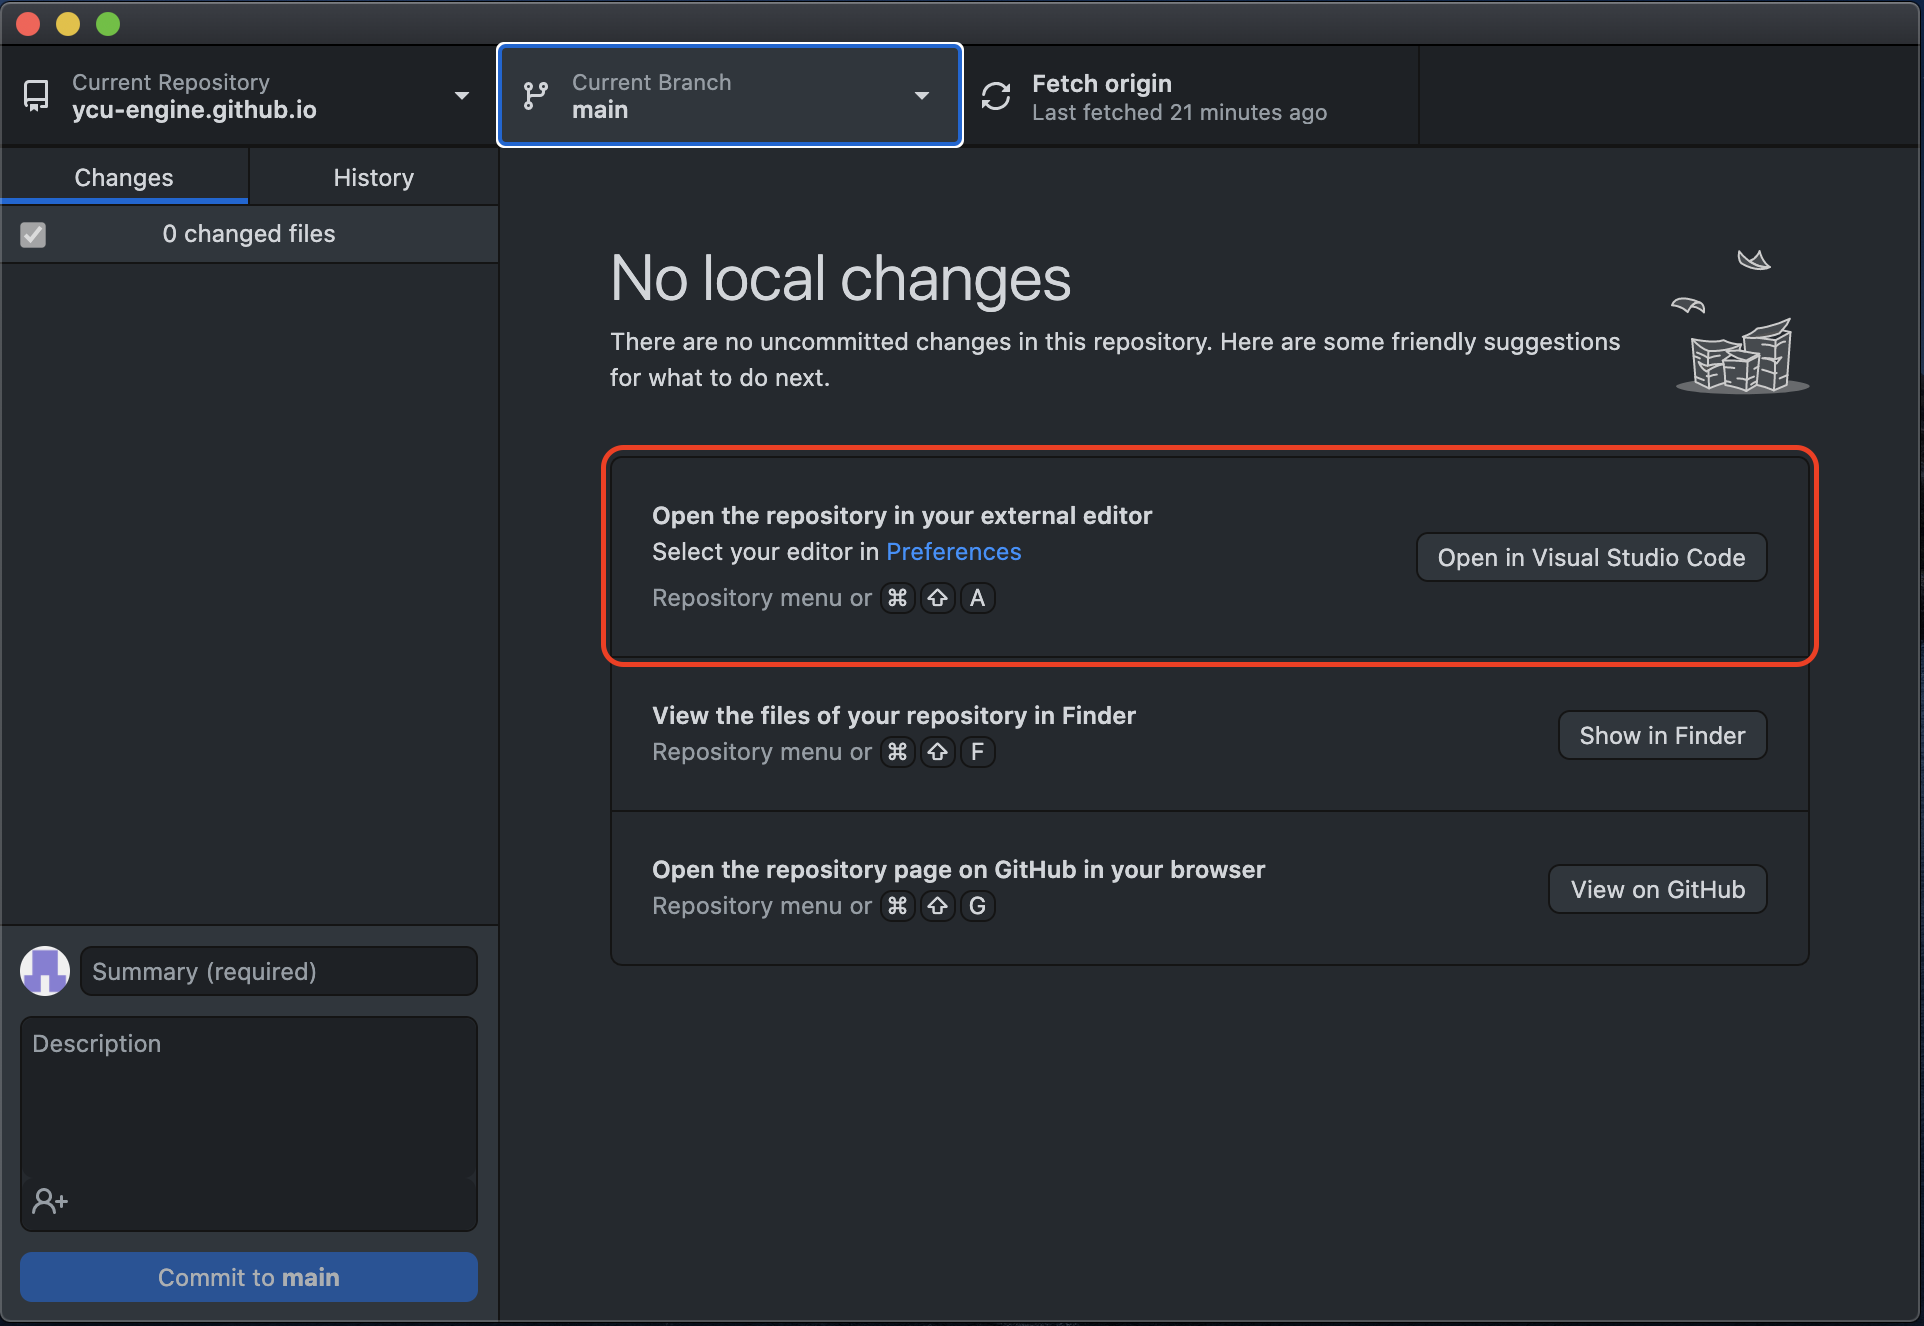 Current Repository
ycu-engine.github.io
Current Branch
main
Fetch origin
Last fetched 21 minutes ago
Changes
History
0 changed files
No local changes
There are no uncommitted changes in this repository. Here are some friendly suggestions
for what to do next.
Open the repository in your external editor
Select your editor in Preferences
Repository menu or ⌘ ⇧ A
Open in Visual Studio Code
View the files of your repository in Finder
Repository menu or ⌘ ⇧ F
Show in Finder
Open the repository page on GitHub in your browser
Repository menu or ⌘ ⇧ G
View on GitHub
Summary (required)
Description
Commit to main